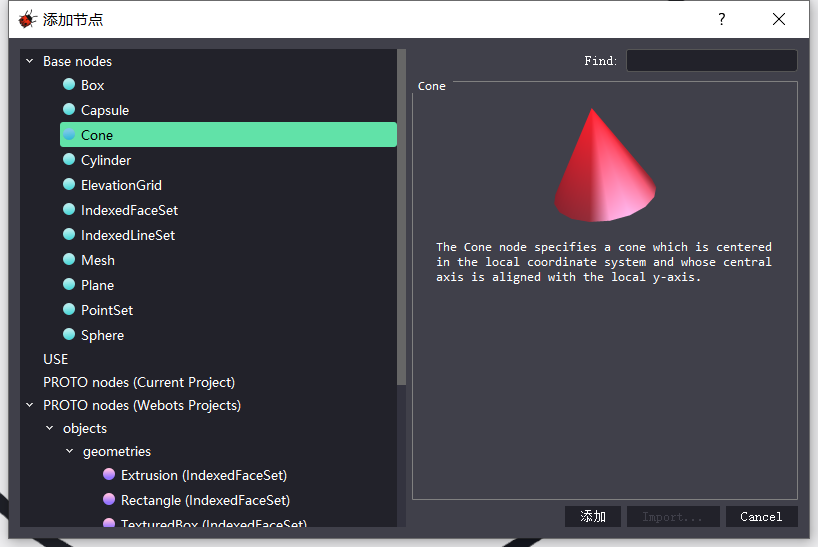 添加节点
?
Base nodes
Box
Capsule
Cone
Cylinder
ElevationGrid
IndexedFaceSet
IndexedLineSet
Mesh
Plane
PointSet
Sphere
USE
PROTO nodes (Current Project)
PROTO nodes (Webots Projects)
objects
geometries
Extrusion (IndexedFaceSet)
Rectangle (IndexedFaceSet)
TexturedBox (IndexedFaceSet)
Find:
Cone
The Cone node specifies a cone which is centered
in the local coordinate system and whose central
axis is aligned with the local y-axis.
添加
Import...
Cancel